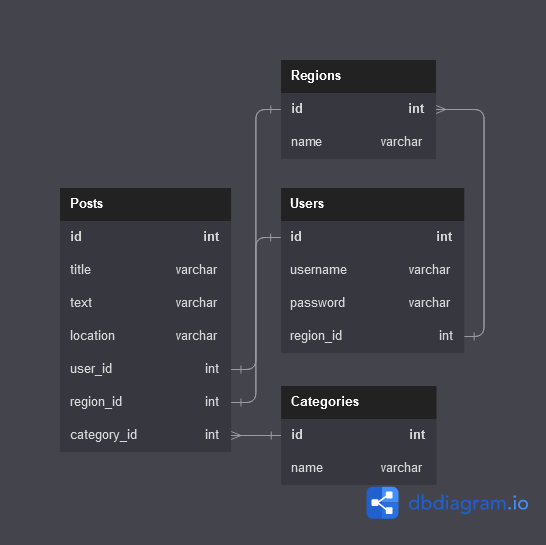 Regions
id int
name varchar
Posts
id int
title varchar
text varchar
location varchar
user_id int
region_id int
category_id int
Users
id int
username varchar
password varchar
region_id int
Categories
id int
name varchar
dbdiagram.io